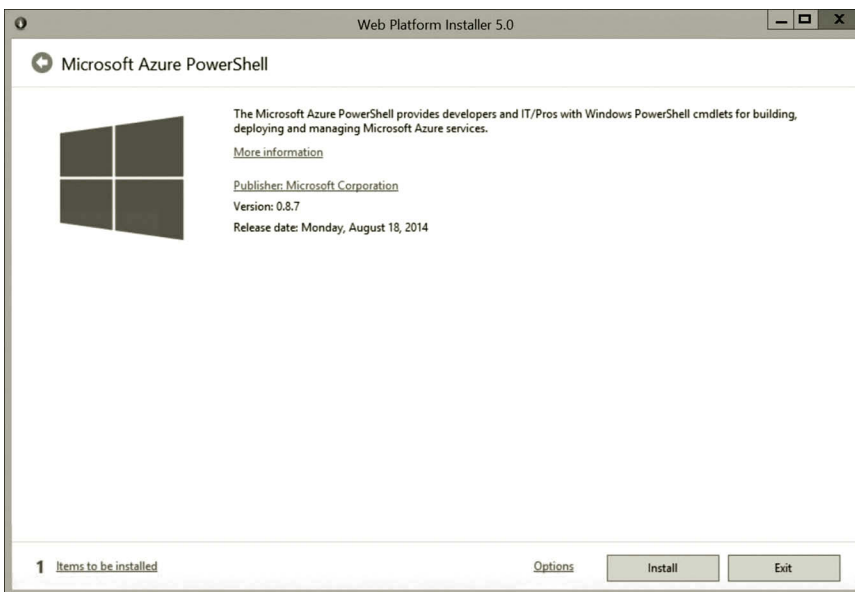 Web Platform Installer 5.0
X
Microsoft Azure PowerShell
The Microsoft Azure PowerShell provides developers and IT/Pros with Windows PowerShell cmdlets for building,
deploying and managing Microsoft Azure services.
More information
Publisher: Microsoft Corporation
Version: 0.8.7
Release date: Monday, August 18, 2014
1 Items to be installed
Options
Install
Exit